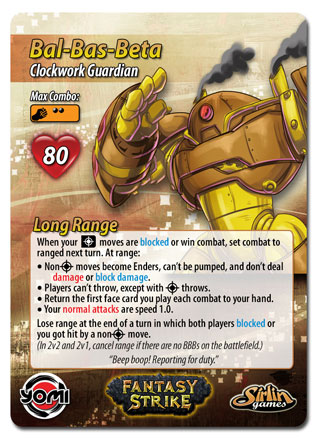 Bal-Bas-Beta
Clockwork Guardian
Max Combo:
80
Long Range
When your moves are blocked or win combat, set combat to
ranged next turn. At range:
• Non- moves become Enders, can't be pumped, and don't deal
damage or block damage.
• Players can't throw, except with throws.
• Return the first face card you play each combat to your hand.
• Your normal attacks are speed 1.0.
Lose range at the end of a turn in which both players blocked or
you got hit by a non- move.
(In 2v2 and 2v1, cancel range if there are no BBBs on the battlefield.)
"Beep boop! Reporting for duty."
YOMI
FANTASY
STRIKE
Sirlin
games